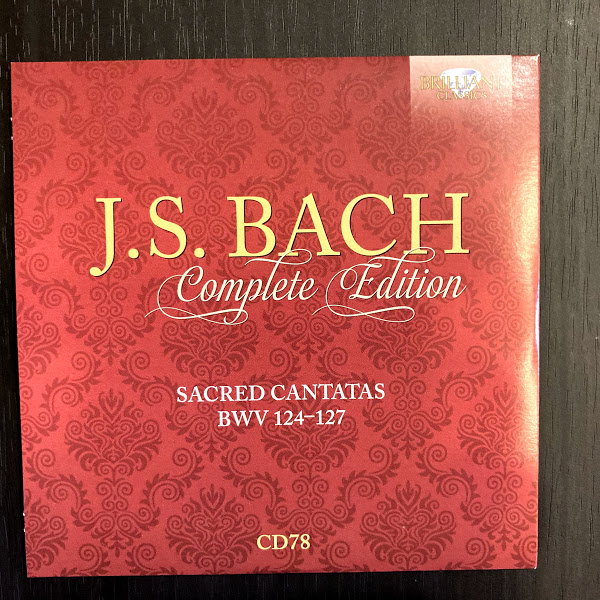 BRILLIANT
CLASSICS
J.S. BACH
Complete Edition
SACRED CANTATAS
BWV 124–127
CD78